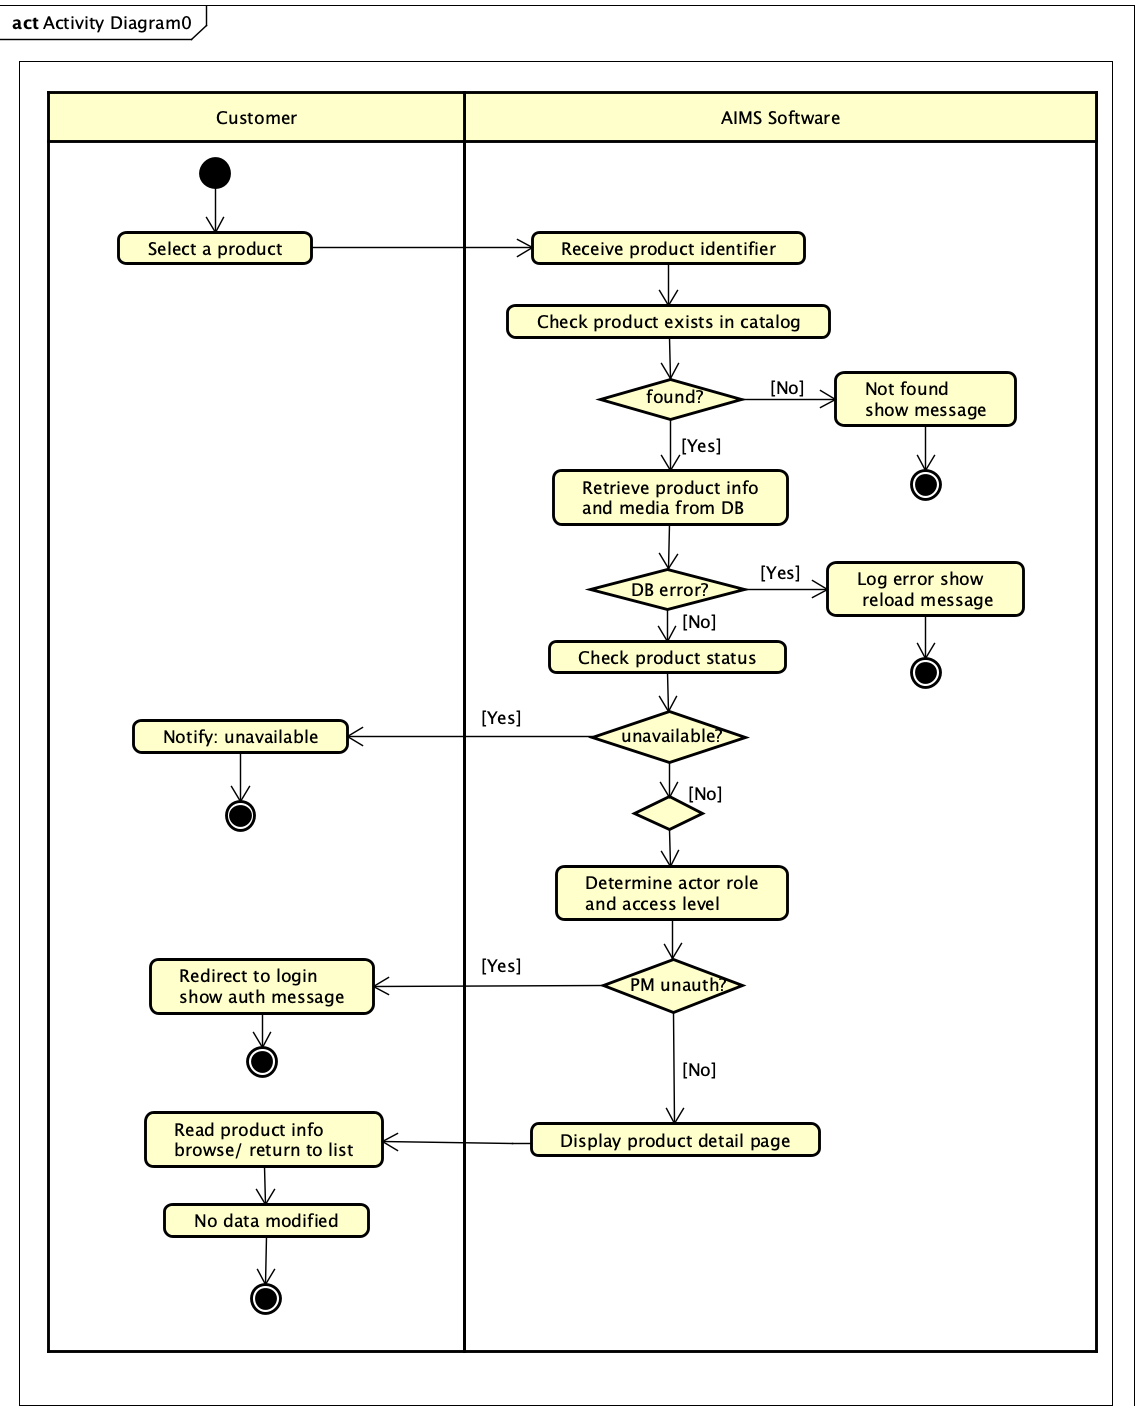 act Activity Diagram0
Customer
AIMS Software
Select a product
Receive product identifier
Check product exists in catalog
found?
[No]
Not found
show message
[Yes]
Retrieve product info
and media from DB
DB error?
[Yes]
Log error show
reload message
[No]
Check product status
unavailable?
[Yes]
Notify: unavailable
[No]
Determine actor role
and access level
PM unauth?
[Yes]
Redirect to login
show auth message
[No]
Display product detail page
Read product info
browse/ return to list
No data modified